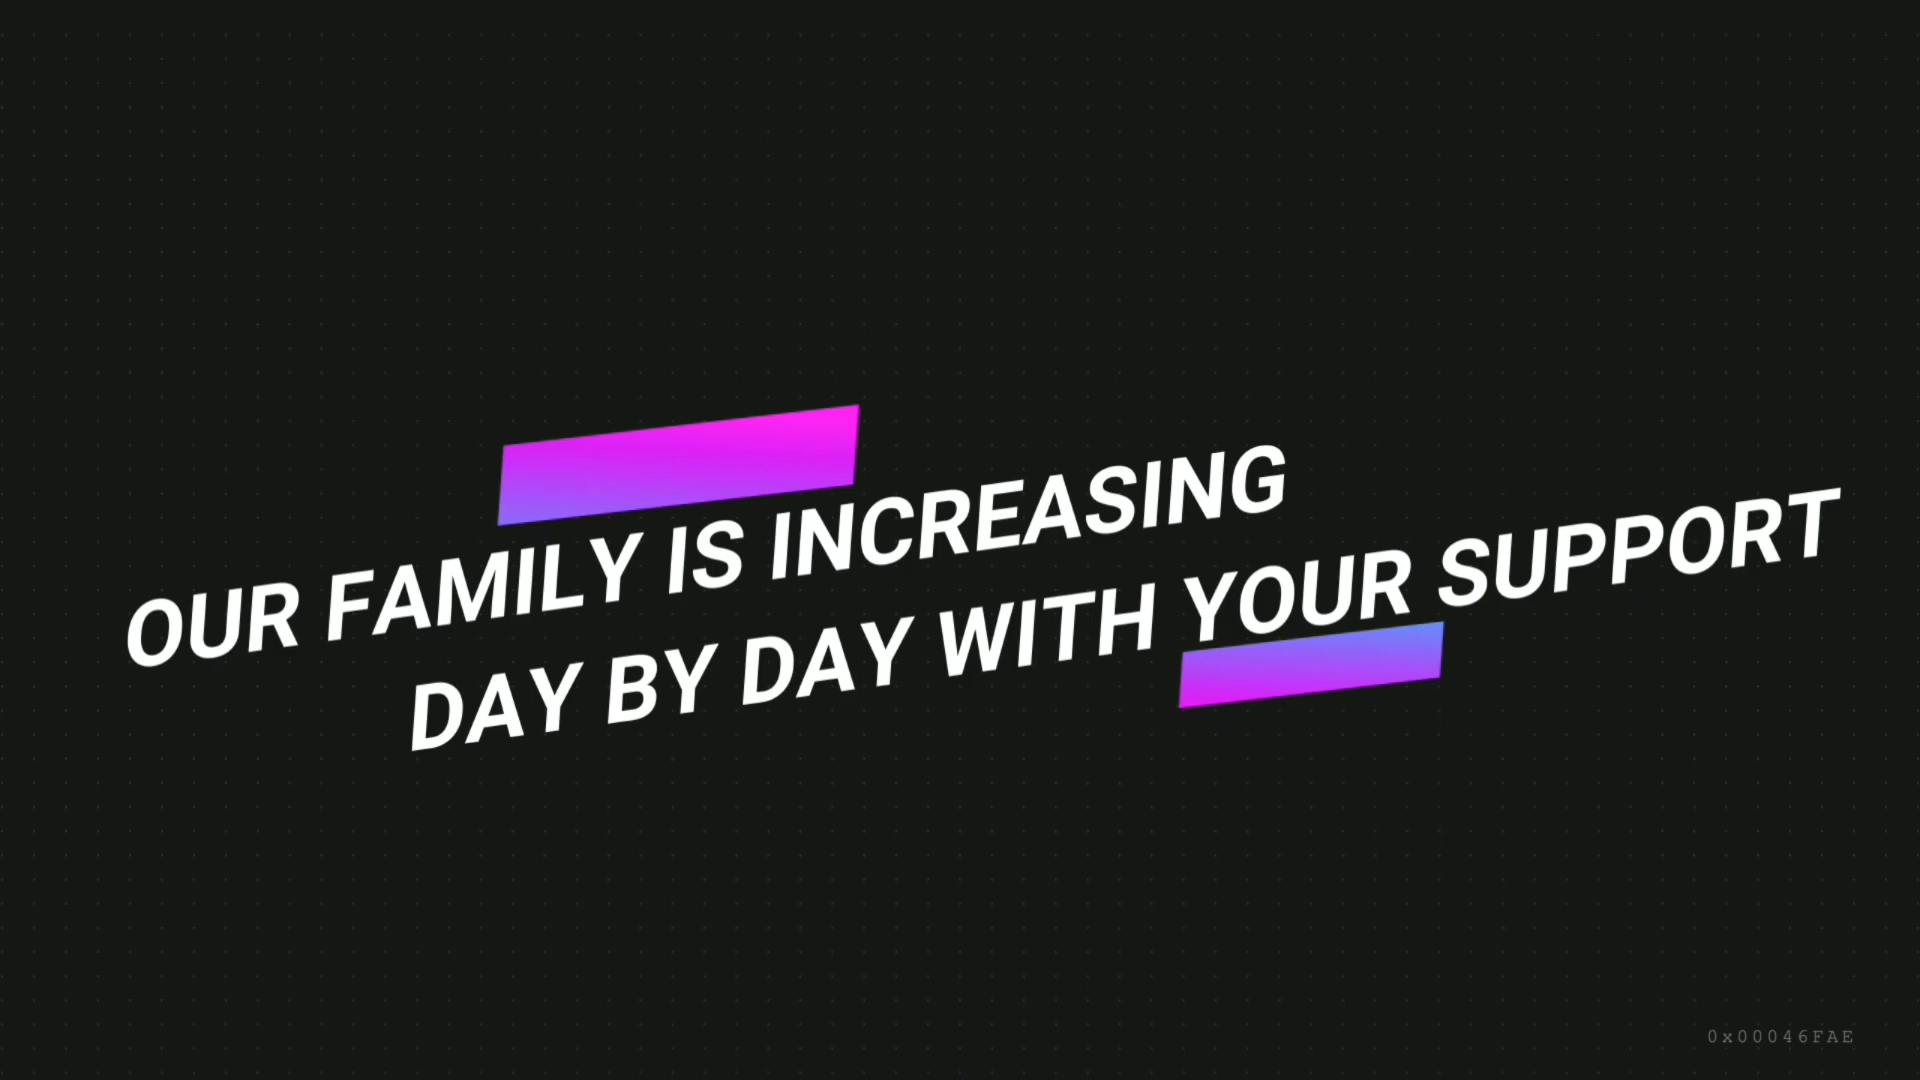 OUR FAMILY IS INCREASING
DAY BY DAY WITH YOUR SUPPORT
0x00046FAE